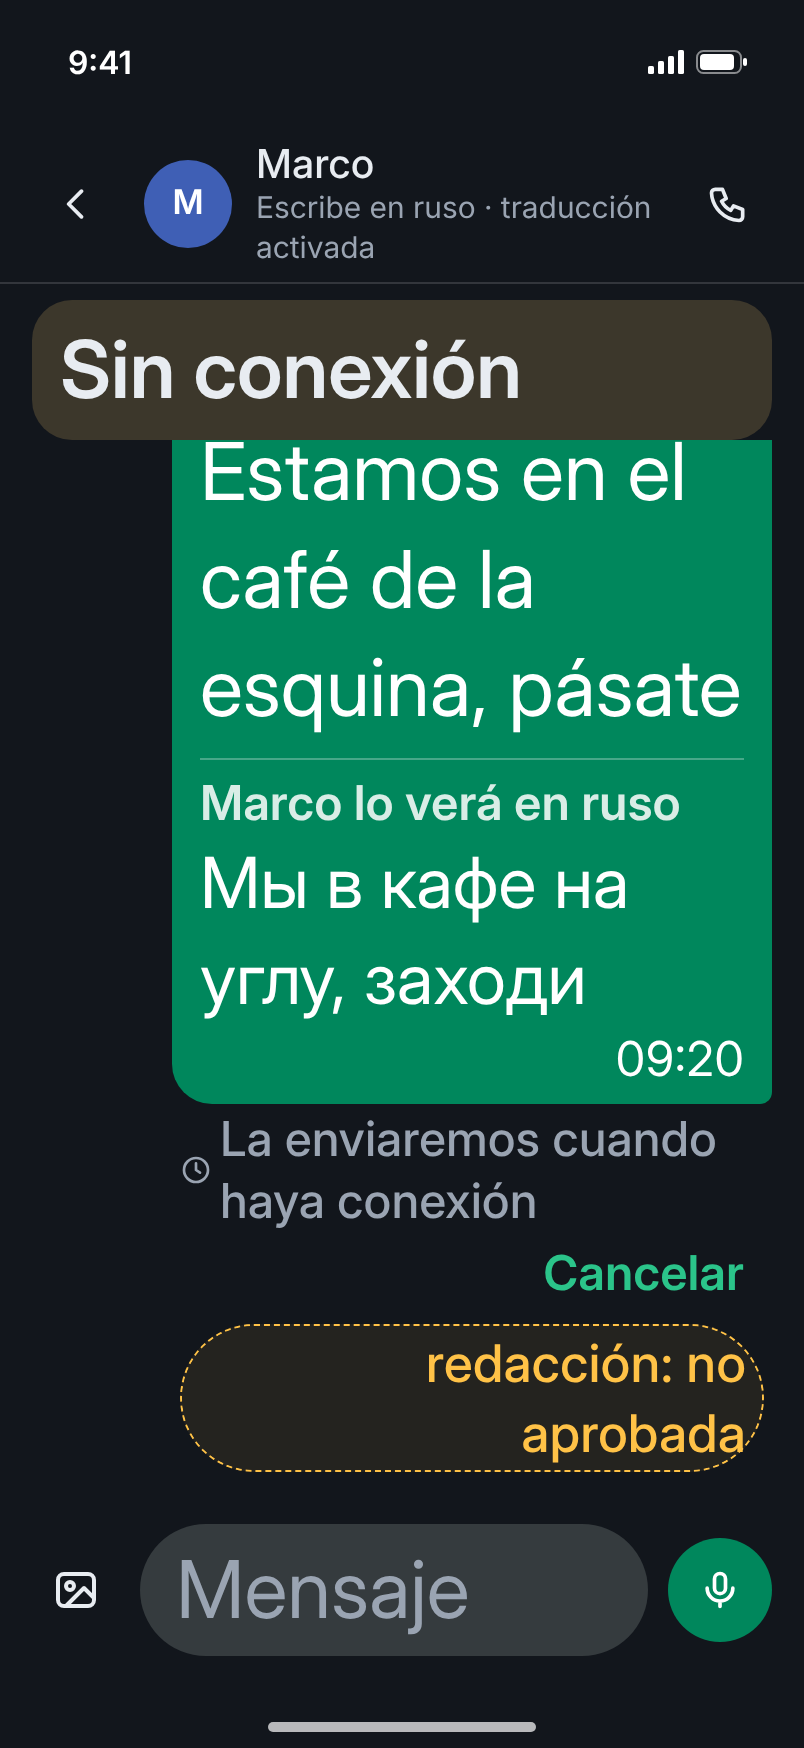 9:41
M
Marco
Escribe en ruso · traducción
activada
Sin conexión
Estamos en el
café de la
esquina, pásate
Marco lo verá en ruso
Мы в кафе на
углу, заходи
09:20
La enviaremos cuando
haya conexión
Cancelar
redacción: no
aprobada
Mensaje